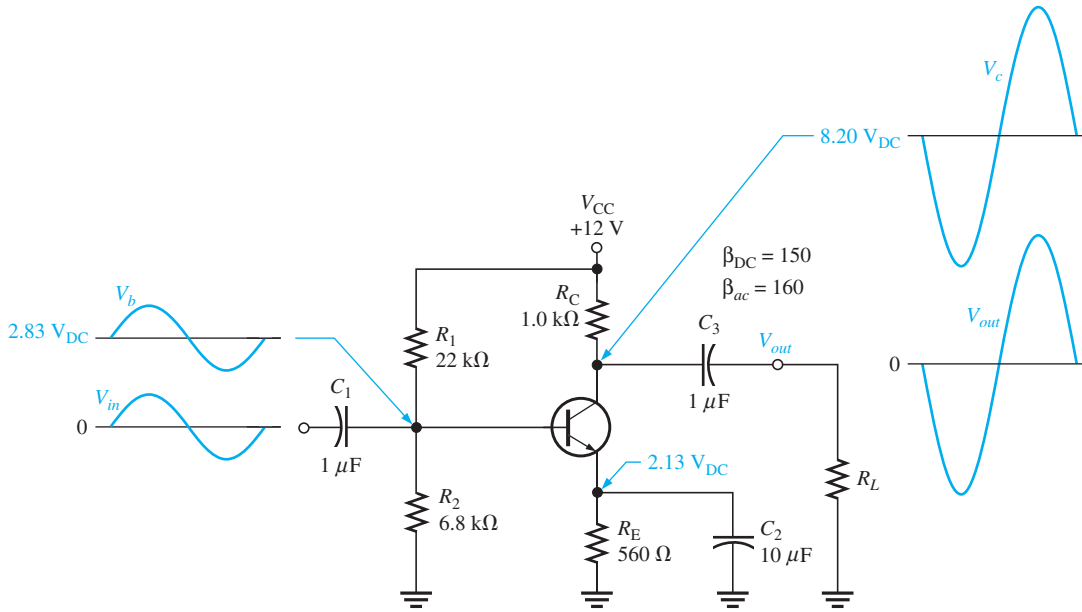 V_c
8.20 V_DC
V_CC
+12 V
β_DC = 150
β_ac = 160
V_b
R_C
1.0 kΩ
V_out
2.83 V_DC
R_1
22 kΩ
C_3
V_out
0
1 μF
V_in
C_1
0
1 μF
2.13 V_DC
R_L
R_2
6.8 kΩ
R_E
560 Ω
C_2
10 μF